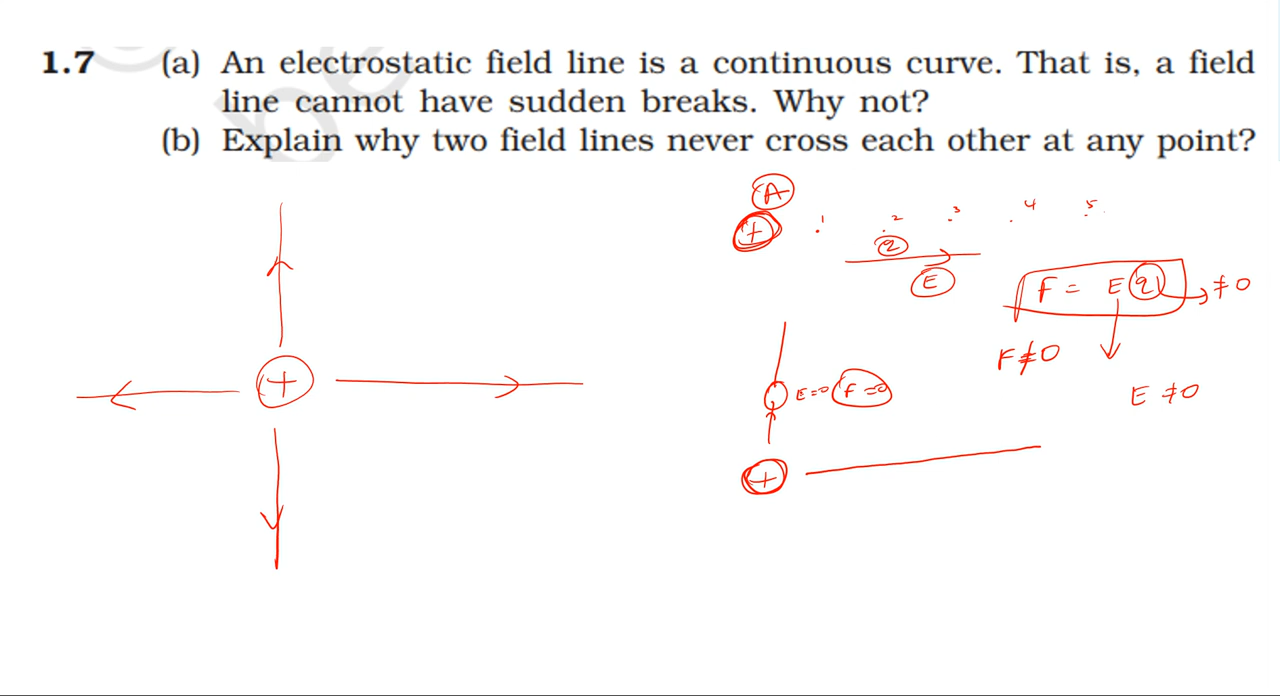 1.7 (a) An electrostatic field line is a continuous curve. That is, a field
line cannot have sudden breaks. Why not?
(b) Explain why two field lines never cross each other at any point?
A
+ 1 2 3 4 5
q
E
F = E q ≠ 0
F ≠ 0
E = 0 F = 0
E ≠ 0
+
+